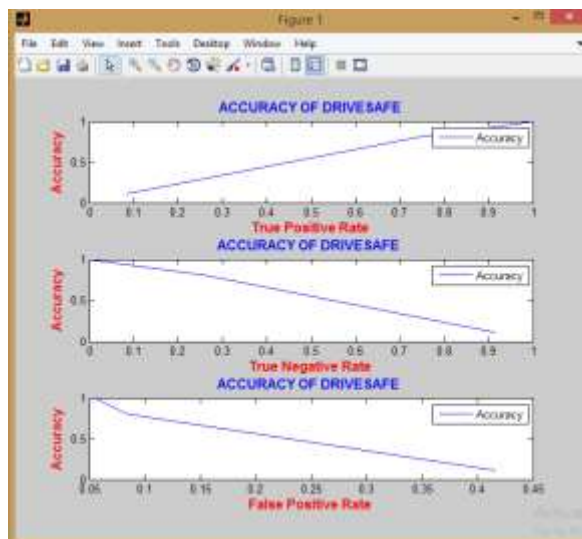 Figure 1
File Edit View Insert Tools Desktop Window Help
ACCURACY OF DRIVESAFE
Accuracy
1
0.5
0
Accuracy
0 0.1 0.2 0.3 0.4 0.5 0.6 0.7 0.8 0.9 1
True Positive Rate
ACCURACY OF DRIVESAFE
Accuracy
1
0.5
0
Accuracy
0 0.1 0.2 0.3 0.4 0.5 0.6 0.7 0.8 0.9 1
True Negative Rate
ACCURACY OF DRIVESAFE
Accuracy
1
0.5
0
Accuracy
0.05 0.1 0.15 0.2 0.25 0.3 0.35 0.4 0.45
False Positive Rate